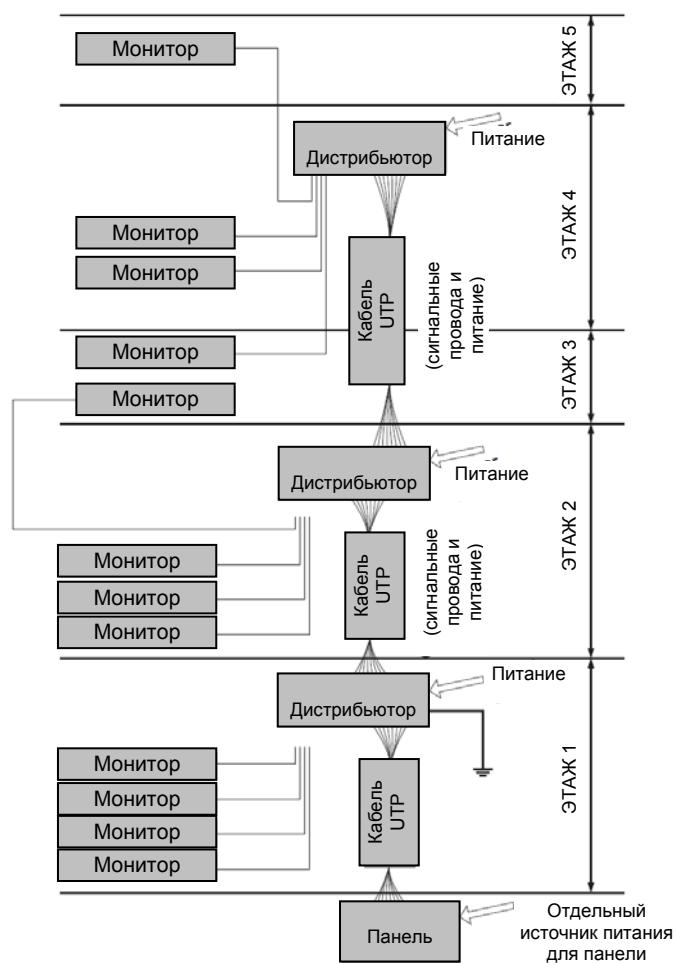 Монитор
ЭТАЖ 5
Питание
Дистрибьютор
Монитор
Монитор
Кабель
UTP
(сигнальные
провода и
питание)
ЭТАЖ 4
Монитор
Монитор
ЭТАЖ 3
Питание
Дистрибьютор
Монитор
Монитор
Монитор
Кабель
UTP
(сигнальные
провода и
питание)
ЭТАЖ 2
Питание
Дистрибьютор
Монитор
Монитор
Монитор
Монитор
Кабель
UTP
ЭТАЖ 1
Панель
Отдельный
источник питания
для панели